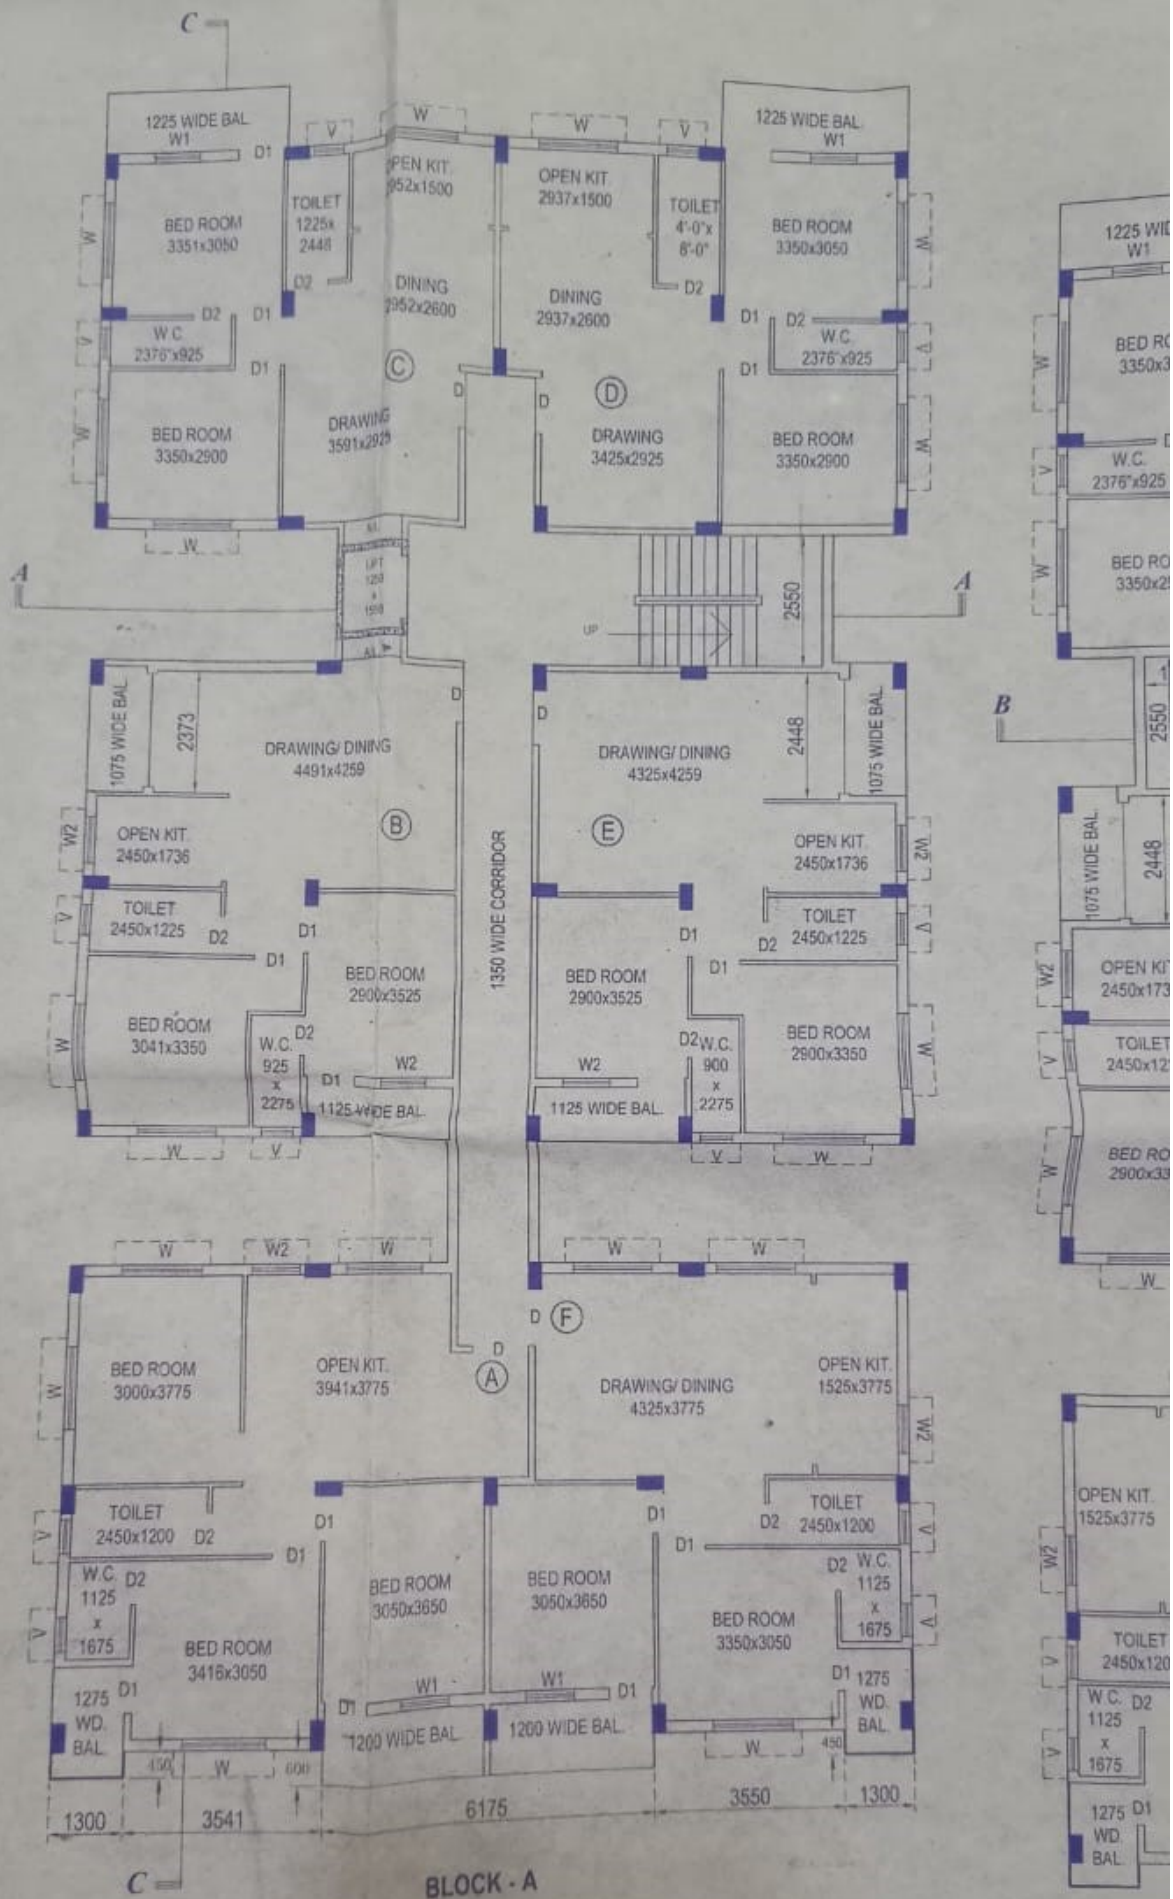 C
1225 WIDE BAL.
W1
D1
V
W
W
V
1225 WIDE BAL.
W1
W
BED ROOM
3351x3050
TOILET
1225x
2448
D2
PEN KIT.
952x1500
OPEN KIT.
2937x1500
TOILET
4'-0"x
8'-0"
D2
BED ROOM
3350x3050
W
DINING
2952x2600
DINING
2937x2600
V
D2
D1
W.C.
2376"x925
D1
D1
D2
W.C.
2376"x925
D1
V
C
D
D
D
W
BED ROOM
3350x2900
DRAWING
3591x2925
DRAWING
3425x2925
BED ROOM
3350x2900
W
W
LIFT
A
A
UP
2550
1075 WIDE BAL.
2373
DRAWING/ DINING
4491x4259
D
D
DRAWING/ DINING
4325x4259
2448
1075 WIDE BAL.
W2
OPEN KIT.
2450x1736
B
E
OPEN KIT.
2450x1736
W2
1350 WIDE CORRIDOR
V
TOILET
2450x1225
D2
D1
D1
D1
D2
TOILET
2450x1225
D1
V
BED ROOM
2900x3525
BED ROOM
2900x3525
W
BED ROOM
3041x3350
D2
W.C.
925
x
2275
W2
D1
1125 WIDE BAL.
W2
1125 WIDE BAL.
D2
W.C.
900
x
2275
BED ROOM
2900x3350
W
W
V
V
W
W
W2
W
W
W
BED ROOM
3000x3775
W
OPEN KIT.
3941x3775
D
A
D
F
DRAWING/ DINING
4325x3775
OPEN KIT.
1525x3775
W2
V
TOILET
2450x1200
D2
D1
D1
D1
D1
D2
TOILET
2450x1200
V
V
W.C.
1125
x
1675
D2
BED ROOM
3416x3050
BED ROOM
3050x3650
BED ROOM
3050x3650
BED ROOM
3350x3050
D2
W.C.
1125
x
1675
V
1275
WD.
BAL.
D1
D1
W1
1200 WIDE BAL.
W1
D1
1200 WIDE BAL.
D1
1275
WD.
BAL.
450
W
600
W
450
1300
3541
6175
3550
1300
C
BLOCK - A
1225 WID
W1
W
BED RO
3350x3
V
W.C.
2376"x925
W
BED RO
B
2550
1075 WIDE BAL.
2448
W2
OPEN KIT
2450x173
V
TOILET
2450x12
W
BED RO
2900x33
W
OPEN KIT.
1525x3775
W2
V
TOILET
2450x120
V
W.C.
1125
x
1675
D2
1275
WD.
BAL.
D1